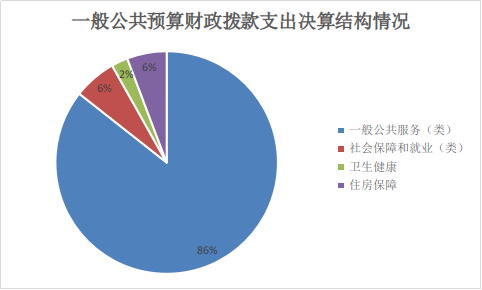 一般公共预算财政拨款支出决算结构情况
6%
2%
6%
86%
一般公共服务（类）
社会保障和就业（类）
卫生健康
住房保障